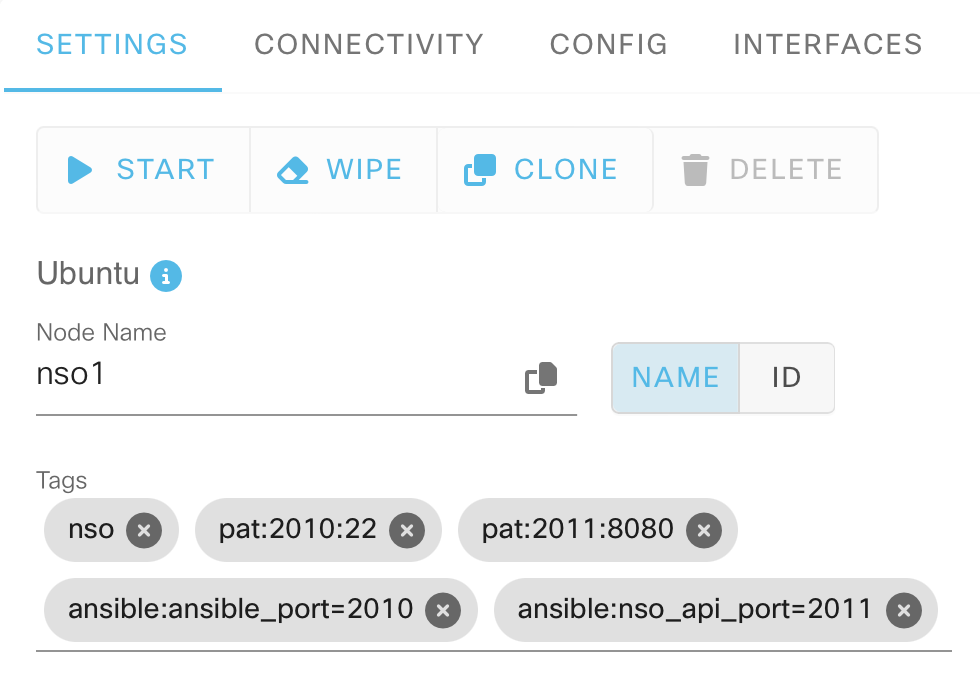 SETTINGS CONNECTIVITY CONFIG INTERFACES
START WIPE CLONE DELETE
Ubuntu
Node Name
nso1
NAME ID
Tags
nso pat:2010:22 pat:2011:8080
ansible:ansible_port=2010 ansible:nso_api_port=2011